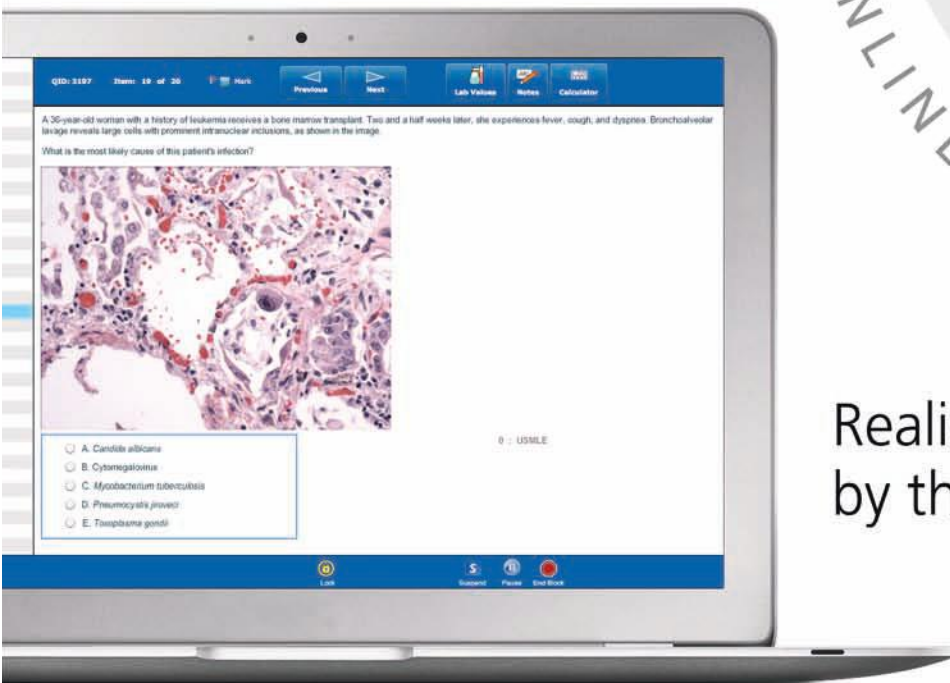 NLINE
QID: 3197 Item: 19 of 20 Mark Previous Next Lab Values Notes Calculator
A 36-year-old woman with a history of leukemia receives a bone marrow transplant. Two and a half weeks later, she experiences fever, cough, and dyspnea. Bronchoalveolar
lavage reveals large cells with prominent intranuclear inclusions, as shown in the image.
What is the most likely cause of this patient's infection?
A. Candida albicans
B. Cytomegalovirus
C. Mycobacterium tuberculosis
D. Pneumocystis jiroveci
E. Toxoplasma gondii
0 : USMLE
Reali
by th
Lock Suspend Pause End Block